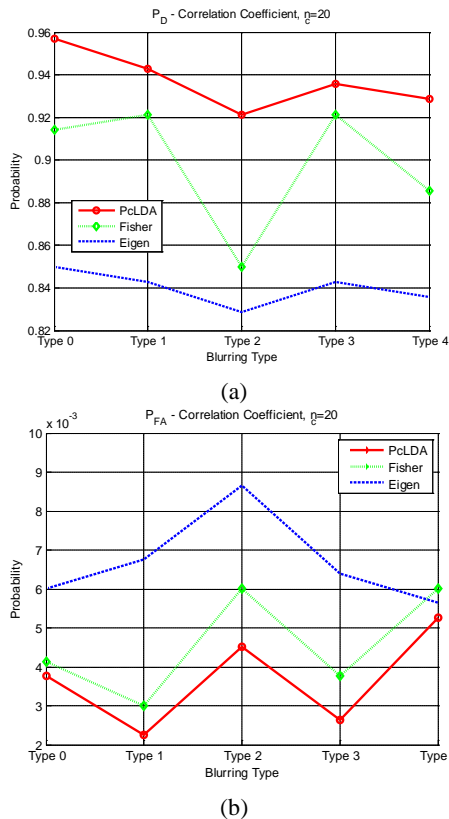 P_D - Correlation Coefficient, n_c=20
0.96
0.94
0.92
0.9
0.88
0.86
0.84
0.82
Probability
PcLDA
Fisher
Eigen
Type 0 Type 1 Type 2 Type 3 Type 4
Blurring Type
(a)
P_FA - Correlation Coefficient, n_c=20
x 10^-3
10
9
8
7
6
5
4
3
2
Probability
PcLDA
Fisher
Eigen
Type 0 Type 1 Type 2 Type 3 Type
Blurring Type
(b)